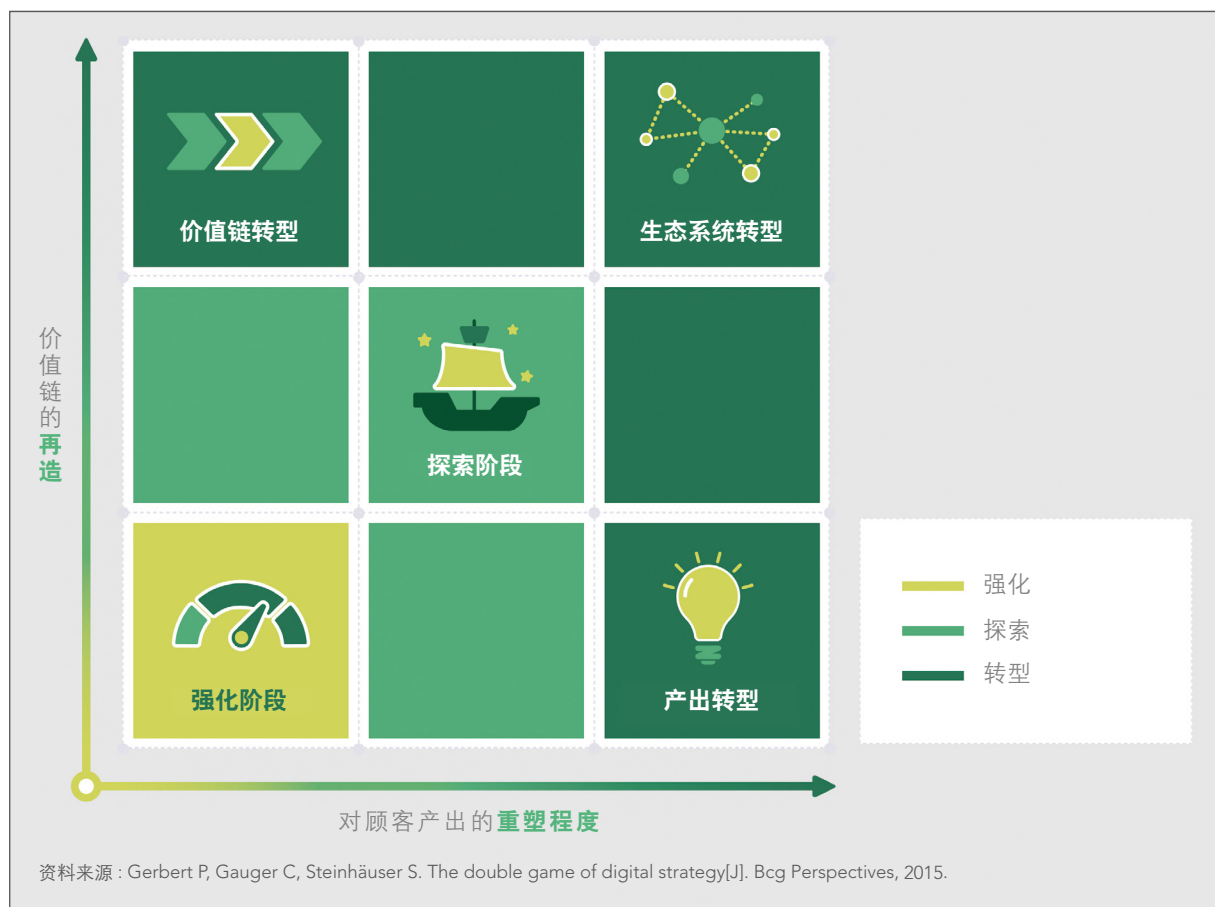 价值链转型
生态系统转型
价值链的再造
探索阶段
强化阶段
产出转型
强化
探索
转型
对顾客产出的重塑程度
资料来源 : Gerbert P, Gauger C, Steinhäuser S. The double game of digital strategy[J]. Bcg Perspectives, 2015.